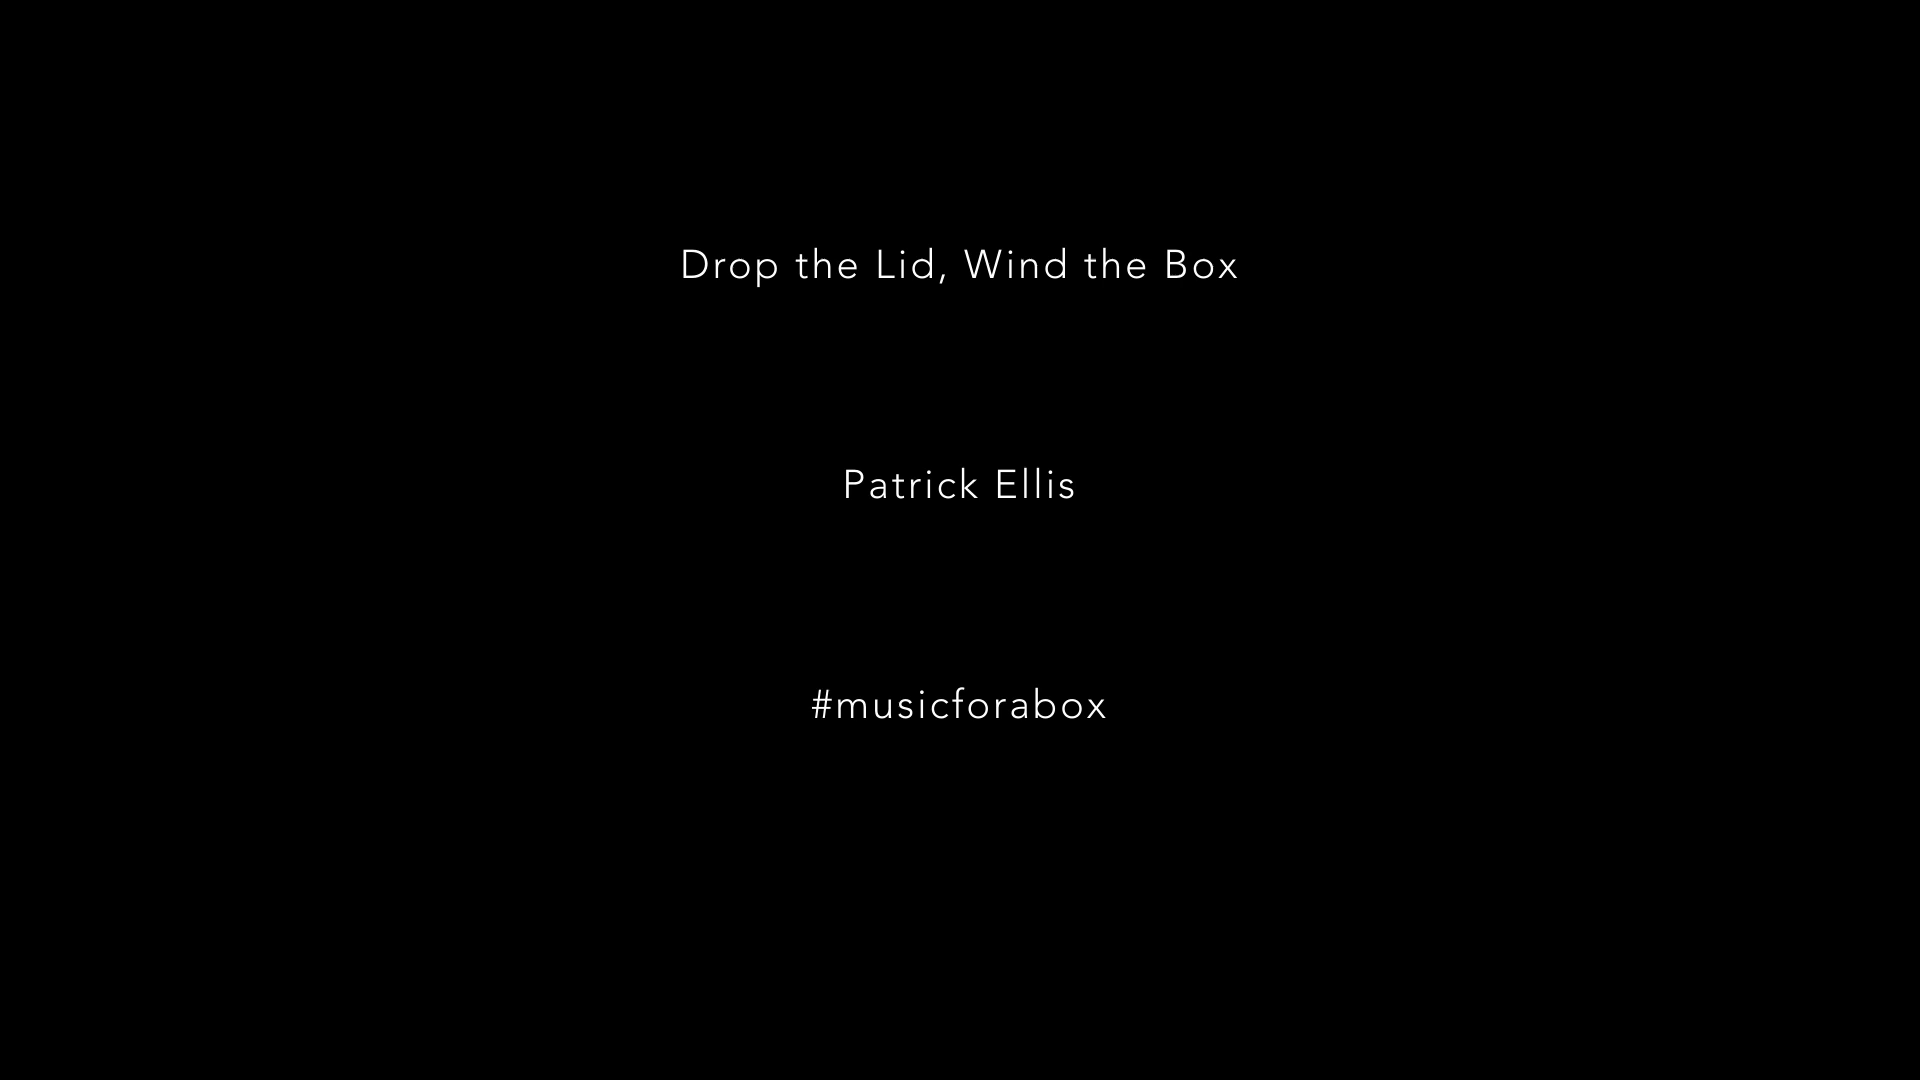 Drop the Lid, Wind the Box
Patrick Ellis
#musicforabox